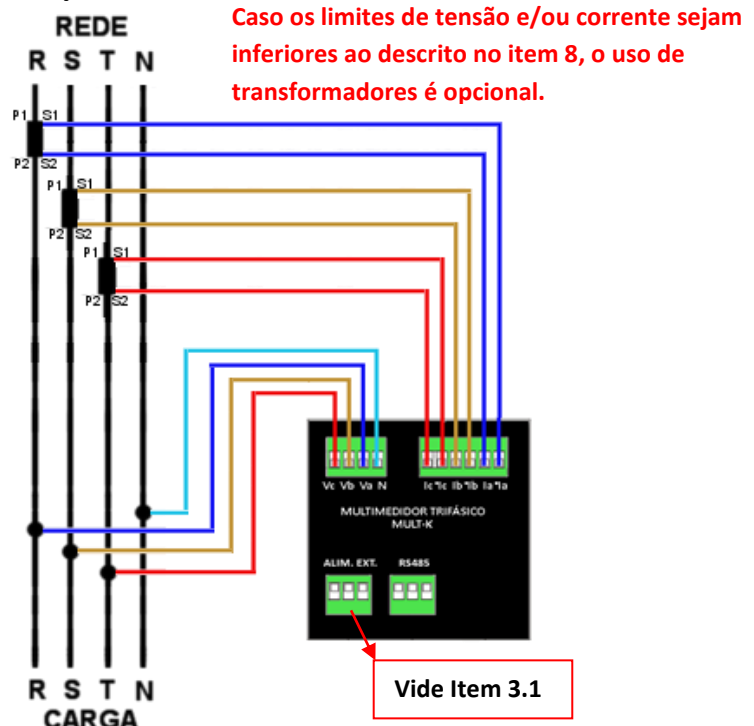 REDE
R S T N
Caso os limites de tensão e/ou corrente sejam
inferiores ao descrito no item 8, o uso de
transformadores é opcional.
P1 S1
P2 S2
P1 S1
P2 S2
P1 S1
P2 S2
Vc Vb Va N
Ic *Ic Ib *Ib Ia *Ia
MULTIMEDIDOR TRIFÁSICO
MULT-K
ALIM. EXT. RS485
Vide Item 3.1
R S T N
CARGA